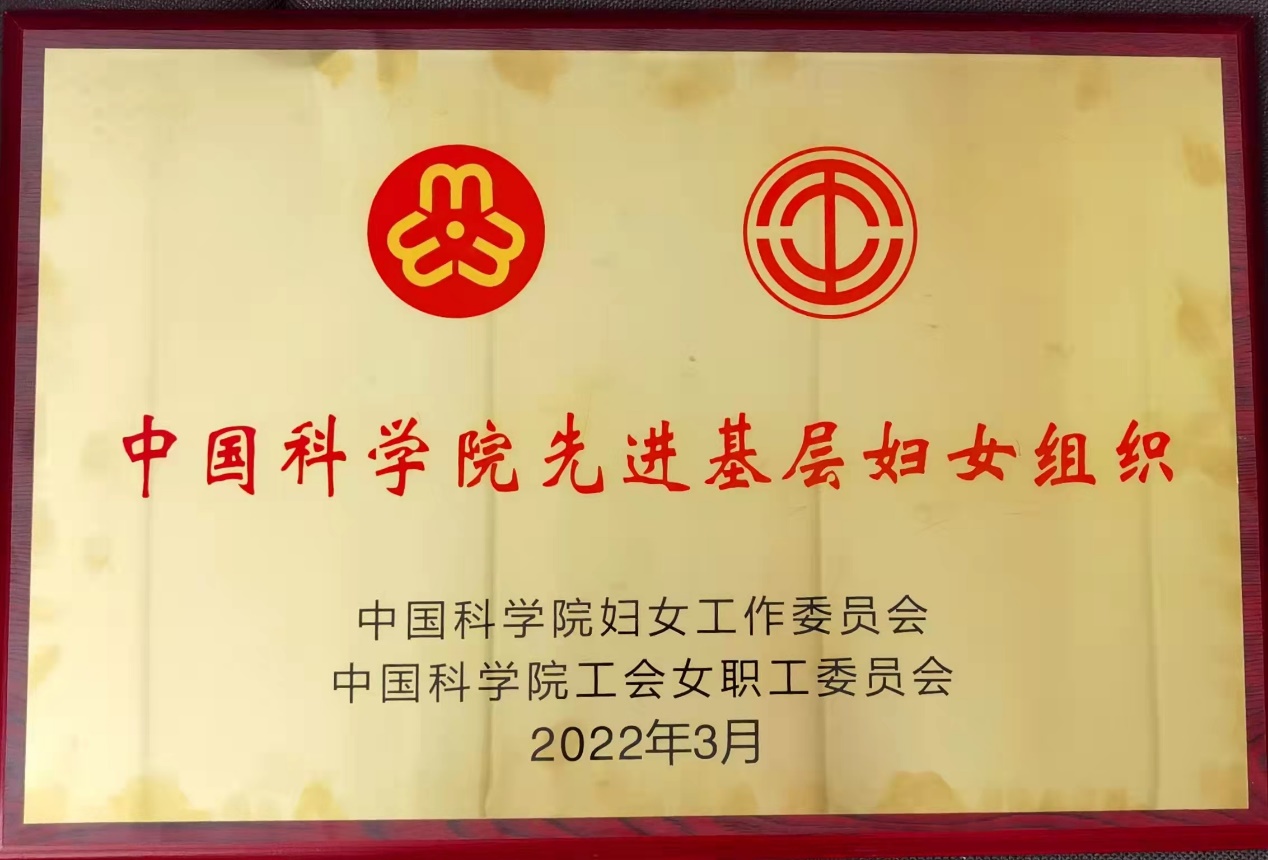 中国科学院先进基层妇女组织
中国科学院妇女工作委员会
中国科学院工会女职工委员会
2022年3月